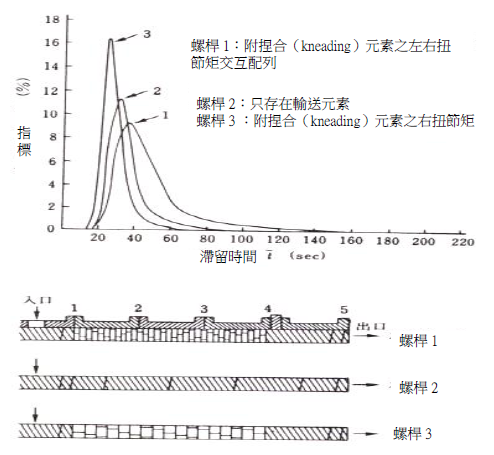 18
16
14
12
10
8
6
4
2
0
(%)
指標
3
2
1
螺桿 1：附捏合（kneading）元素之左右扭
節矩交互配列
螺桿 2：只存在輸送元素
螺桿 3 ：附捏合（kneading）元素之右扭節矩
20 40 60 80 100 120 140 160 180 200 220
滯留時間 t̄ (sec)
入口 1 2 3 4 5
出口
螺桿 1
螺桿 2
螺桿 3